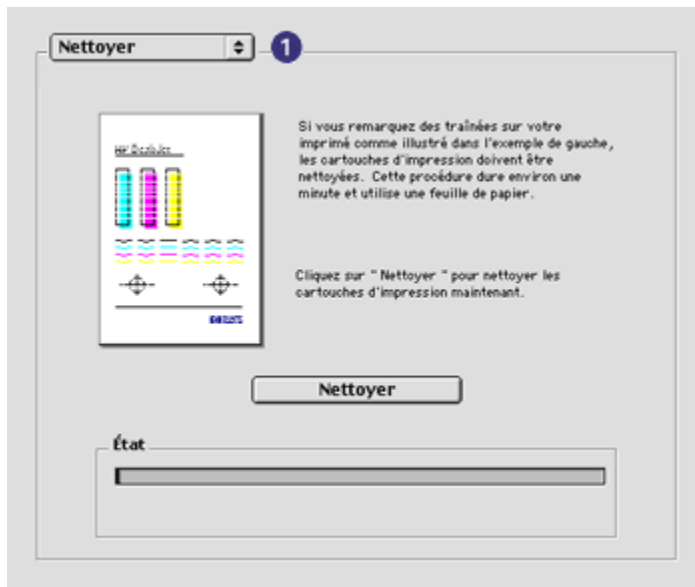 Nettoyer
1
Si vous remarquez des traînées sur votre
imprimé comme illustré dans l'exemple de gauche,
les cartouches d'impression doivent être
nettoyées. Cette procédure dure environ une
minute et utilise une feuille de papier.
Cliquez sur " Nettoyer " pour nettoyer les
cartouches d'impression maintenant.
Nettoyer
État